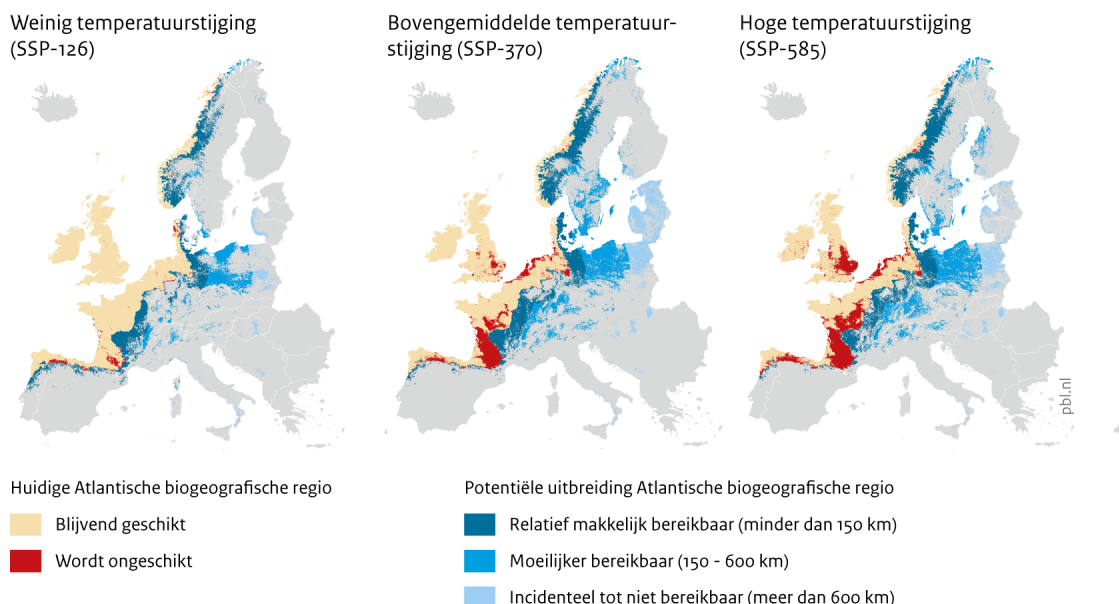 Weinig temperatuurstijging
(SSP-126)
Bovengemiddelde temperatuur-
stijging (SSP-370)
Hoge temperatuurstijging
(SSP-585)
pbl.nl
Huidige Atlantische biogeografische regio
Blijvend geschikt
Wordt ongeschikt
Potentiële uitbreiding Atlantische biogeografische regio
Relatief makkelijk bereikbaar (minder dan 150 km)
Moeilijker bereikbaar (150 - 600 km)
Incidenteel tot niet bereikbaar (meer dan 600 km)